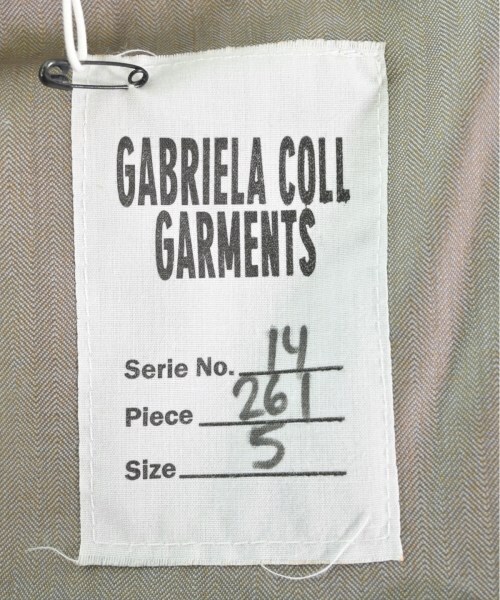 GABRIELA COLL
GARMENTS
Serie No. 14
Piece 261
Size 5